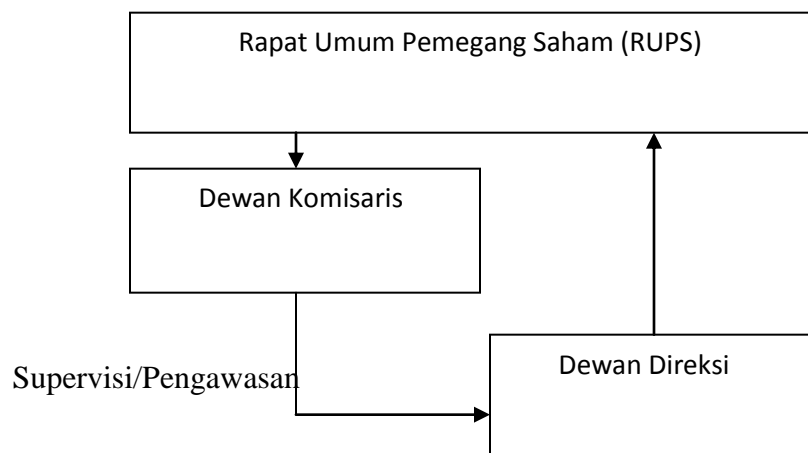 Rapat Umum Pemegang Saham (RUPS)
Dewan Komisaris
Dewan Direksi
Supervisi/Pengawasan